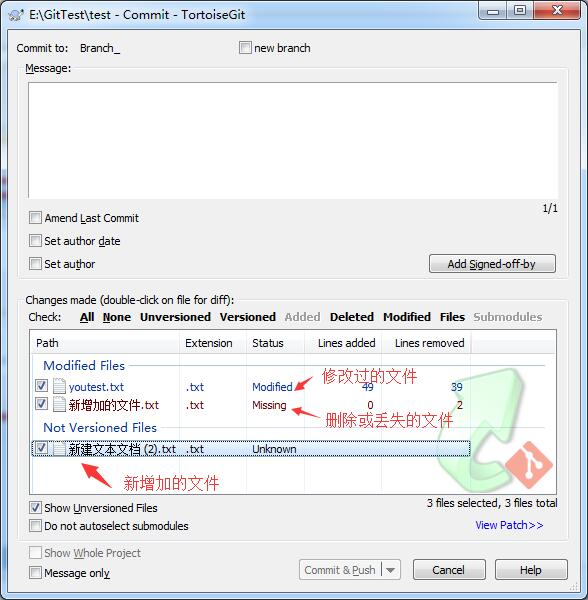 E:\GitTest\test - Commit - TortoiseGit
Commit to: Branch_ new branch
Message:
1/1
Amend Last Commit
Set author date
Set author
Add Signed-off-by
Changes made (double-click on file for diff):
Check: All None Unversioned Versioned Added Deleted Modified Files Submodules
Path Extension Status Lines added Lines removed
Modified Files
修改过的文件
youtest.txt .txt Modified 49 39
新增加的文件.txt .txt Missing 0 2
删除或丢失的文件
Not Versioned Files
新建文本文档 (2).txt .txt Unknown
新增加的文件
3 files selected, 3 files total
Show Unversioned Files
Do not autoselect submodules
View Patch>>
Show Whole Project
Message only
Commit & Push
Cancel
Help